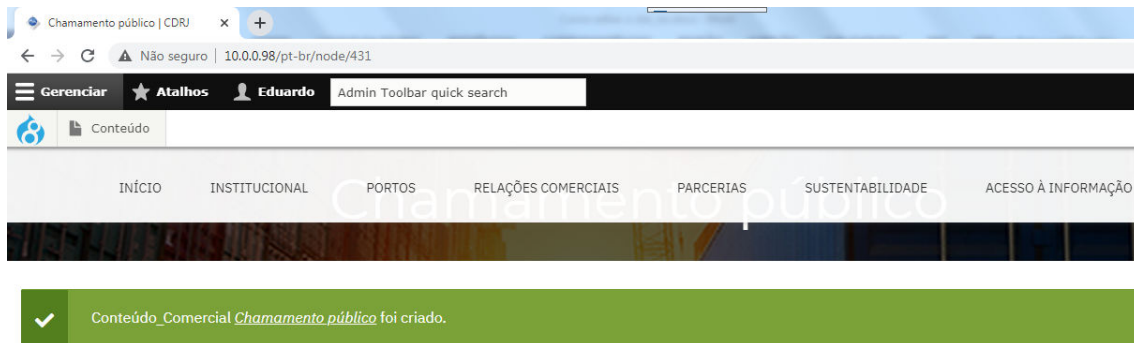 Chamamento público | CDRJ
Não seguro | 10.0.0.98/pt-br/node/431
Gerenciar Atalhos Eduardo Admin Toolbar quick search
Conteúdo
Chamamento público
INÍCIO INSTITUCIONAL PORTOS RELAÇÕES COMERCIAIS PARCERIAS SUSTENTABILIDADE ACESSO À INFORMAÇÃO
Conteúdo_Comercial Chamamento público foi criado.